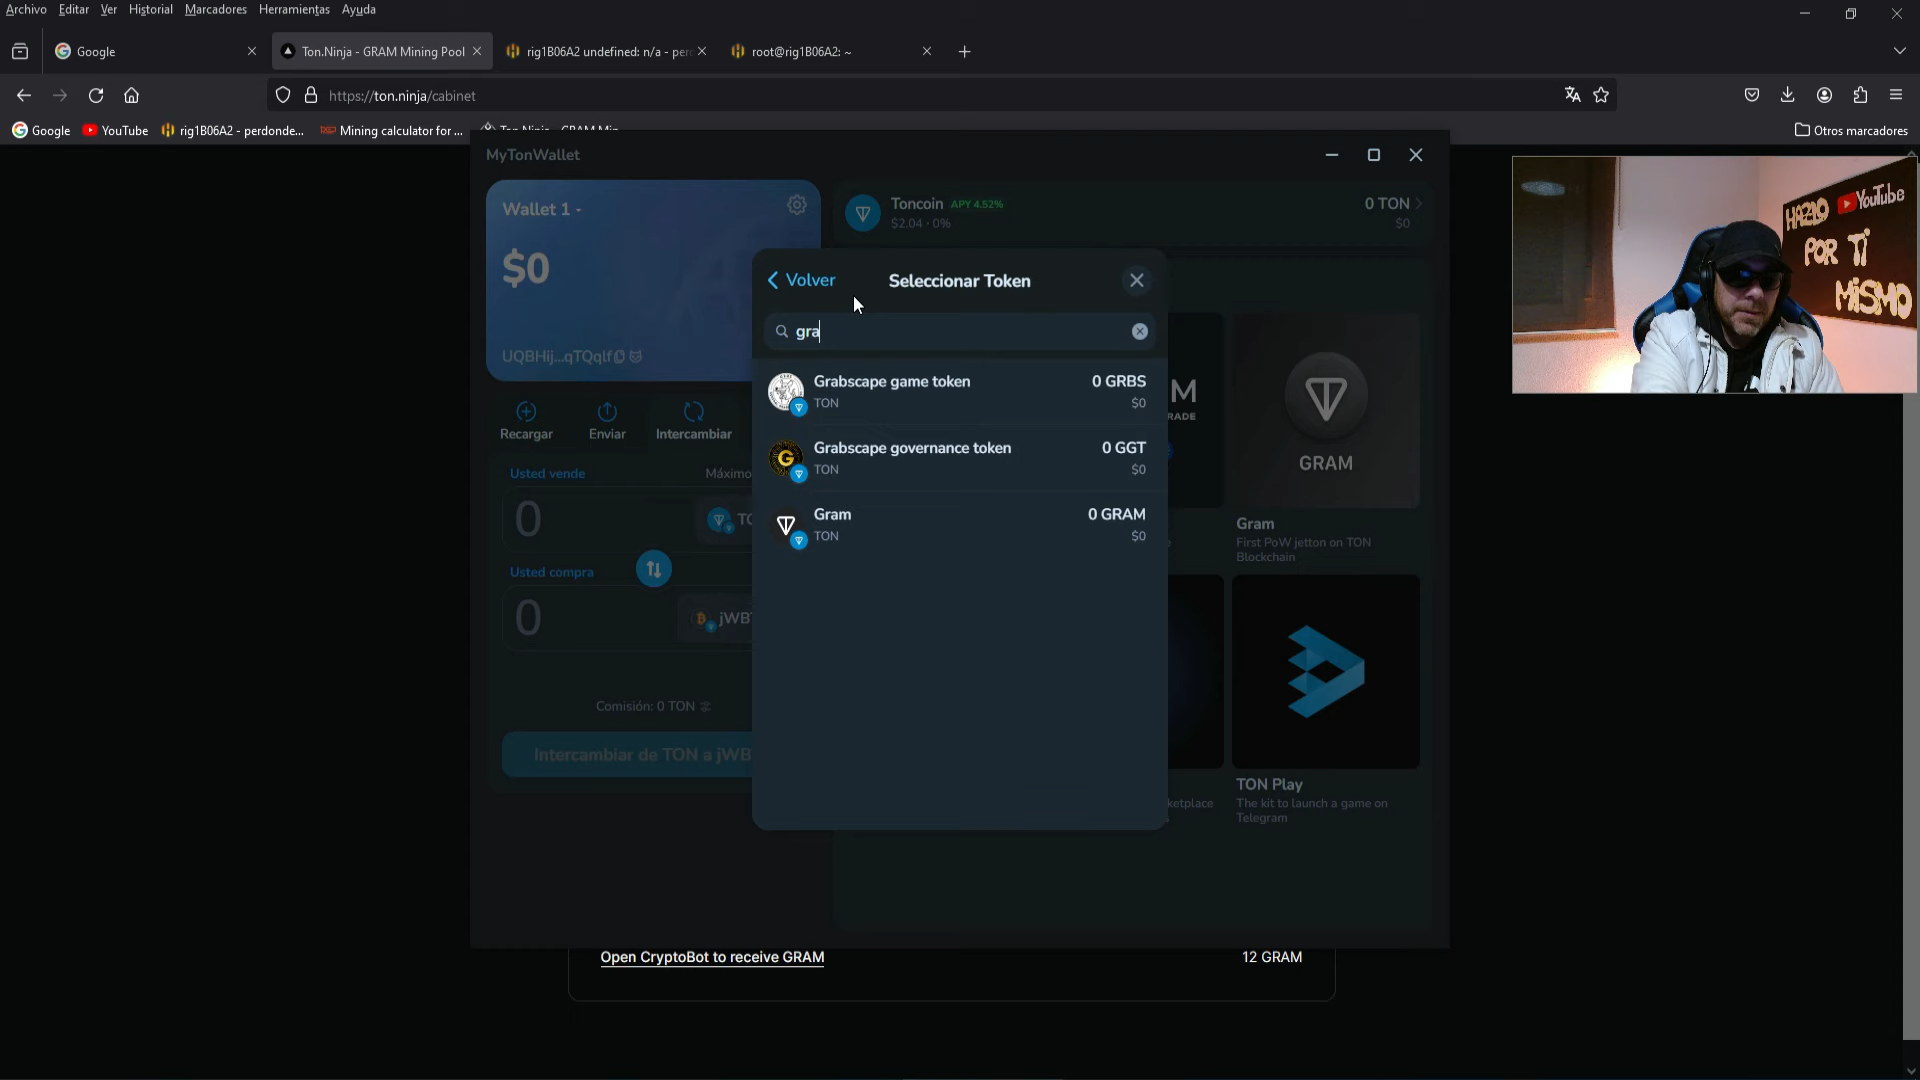 Archivo Editar Ver Historial Marcadores Herramientas Ayuda
Google
Ton.Ninja - GRAM Mining Pool
rig1B06A2 undefined: n/a - perd
root@rig1B06A2: ~
https://ton.ninja/cabinet
Google
YouTube
rig1B06A2 - perdonde...
Mining calculator for ...
Otros marcadores
MyTonWallet
Wallet 1
$0
UQBHij...qTQqlf
Recargar
Enviar
Intercambiar
Usted vende
Máximo
0
Usted compra
0
jWB
Comisión: 0 TON
Intercambiar de TON a jWB
Toncoin APY 4.52%
$2.04 · 0%
0 TON
$0
Volver
Seleccionar Token
gra
Grabscape game token
TON
0 GRBS
$0
Grabscape governance token
TON
0 GGT
$0
Gram
TON
0 GRAM
$0
GRAM
Gram
First PoW jetton on TON
Blockchain
TON Play
The kit to launch a game on
Telegram
Open CryptoBot to receive GRAM
12 GRAM
HAZLO
YouTube
POR TI
MiSMO